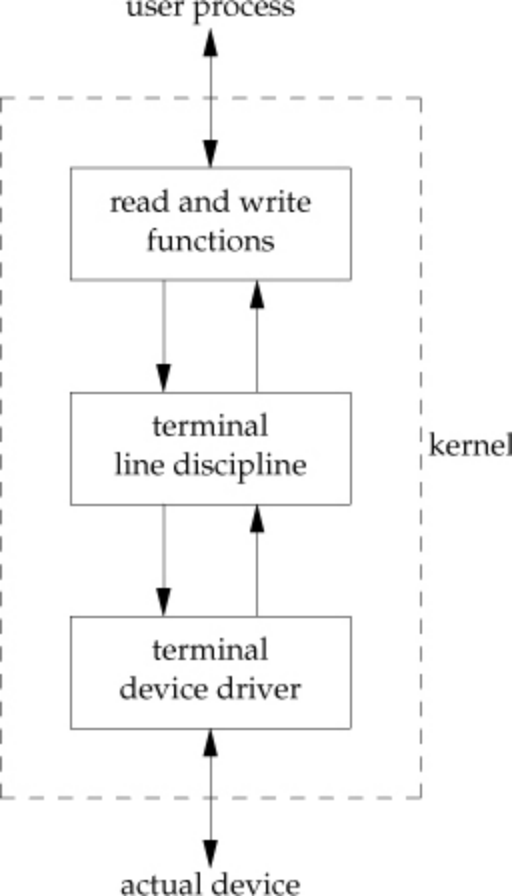 user process
read and write
functions
terminal
line discipline
kernel
terminal
device driver
actual device